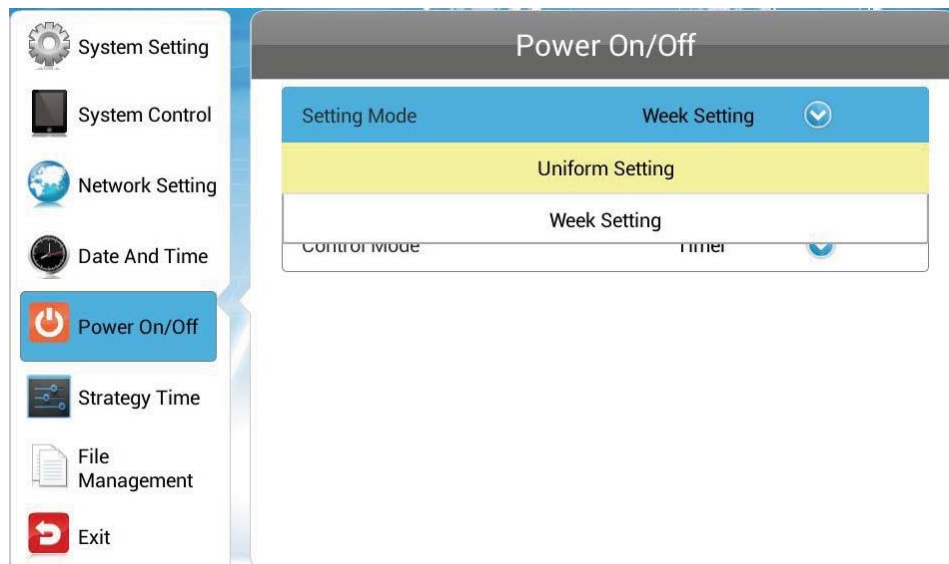 System Setting
System Control
Network Setting
Date And Time
Power On/Off
Strategy Time
File
Management
Exit
Power On/Off
Setting Mode Week Setting
Uniform Setting
Week Setting
Control Mode Timer